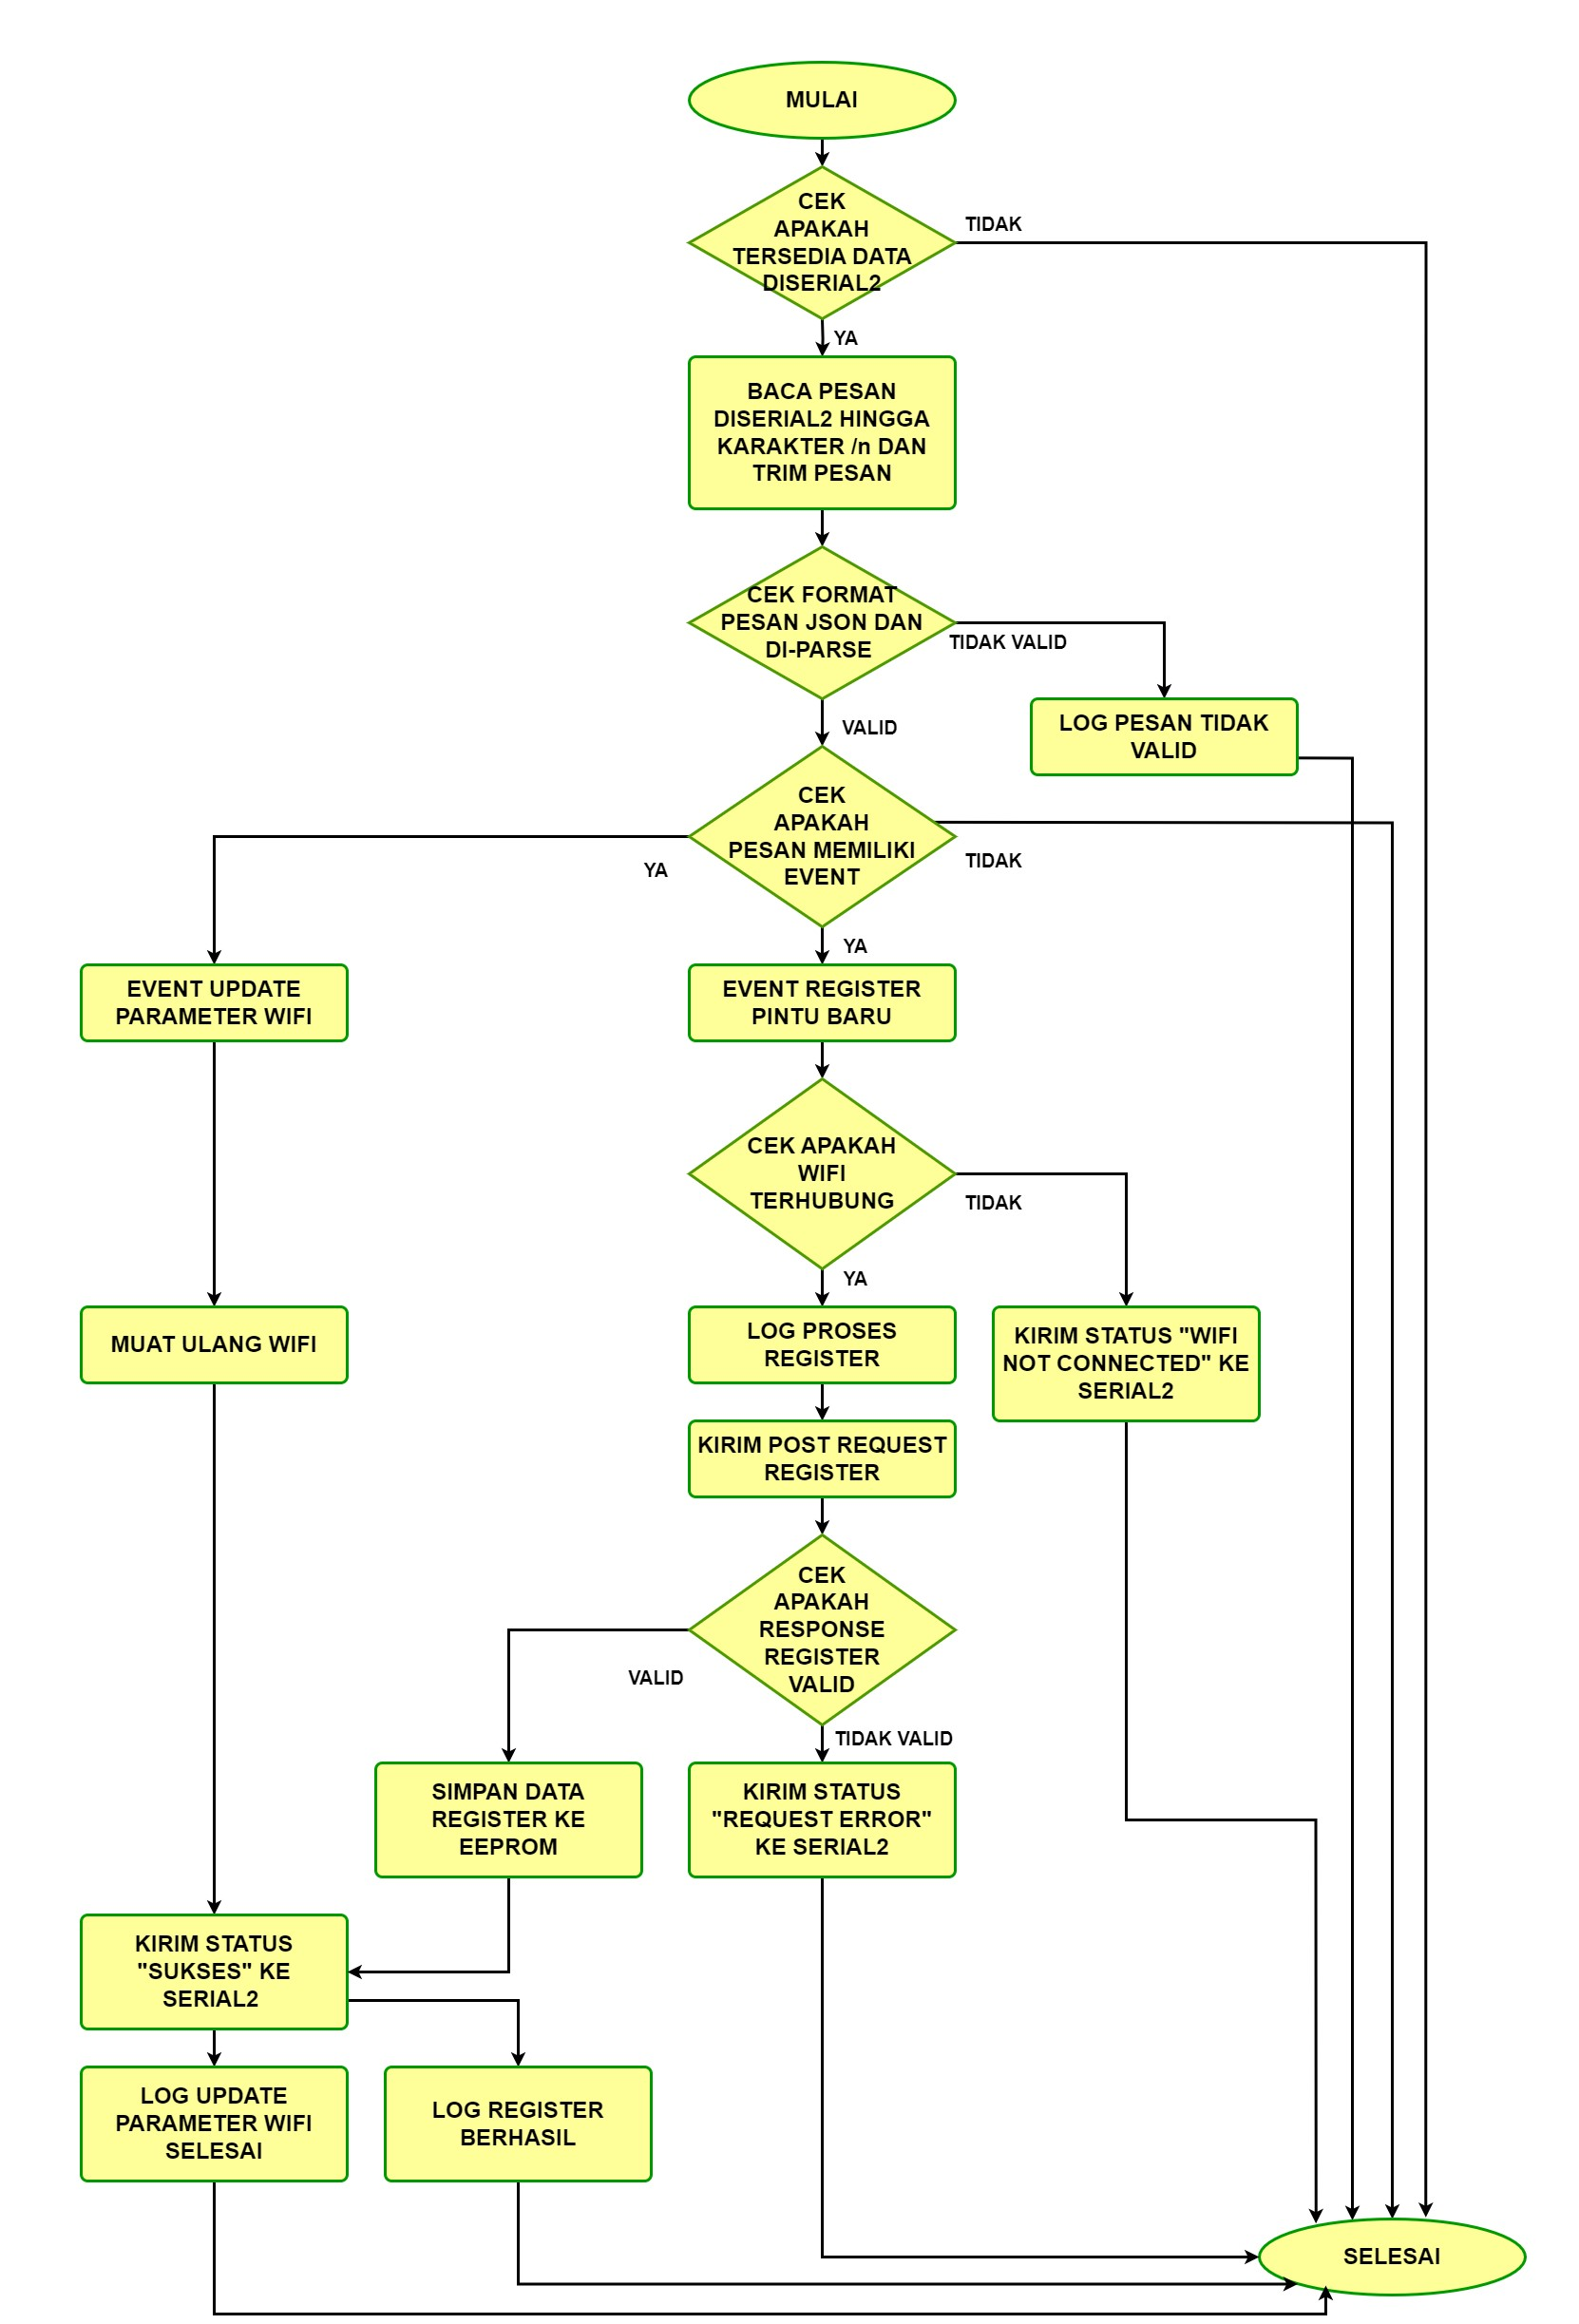 MULAI
CEK
APAKAH
TERSEDIA DATA
DISERIAL2
TIDAK
YA
BACA PESAN
DISERIAL2 HINGGA
KARAKTER /n DAN
TRIM PESAN
CEK FORMAT
PESAN JSON DAN
DI-PARSE
TIDAK VALID
LOG PESAN TIDAK
VALID
VALID
CEK
APAKAH
PESAN MEMILIKI
EVENT
YA
TIDAK
YA
EVENT UPDATE
PARAMETER WIFI
EVENT REGISTER
PINTU BARU
CEK APAKAH
WIFI
TERHUBUNG
TIDAK
YA
MUAT ULANG WIFI
LOG PROSES
REGISTER
KIRIM STATUS "WIFI
NOT CONNECTED" KE
SERIAL2
KIRIM POST REQUEST
REGISTER
CEK
APAKAH
RESPONSE
REGISTER
VALID
VALID
TIDAK VALID
SIMPAN DATA
REGISTER KE
EEPROM
KIRIM STATUS
"REQUEST ERROR"
KE SERIAL2
KIRIM STATUS
"SUKSES" KE
SERIAL2
LOG UPDATE
PARAMETER WIFI
SELESAI
LOG REGISTER
BERHASIL
SELESAI